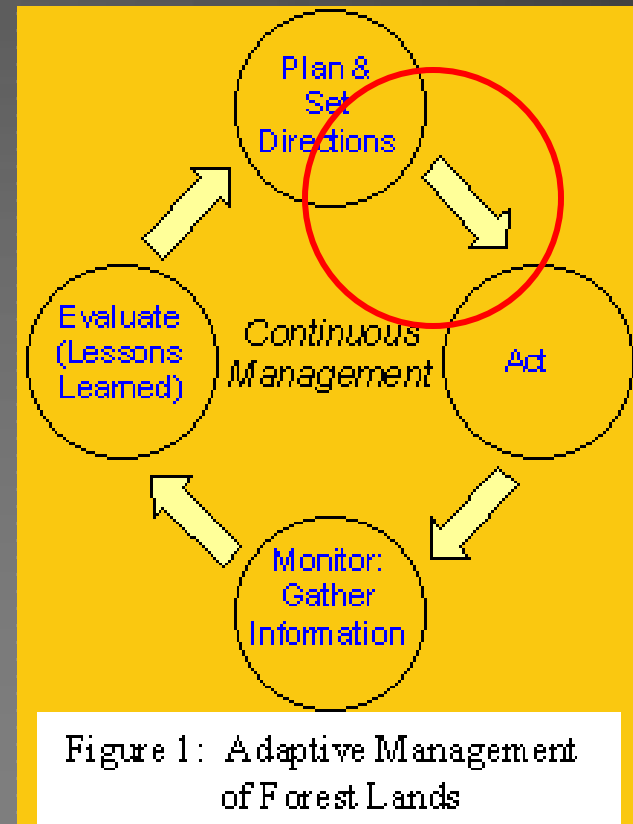 Plan &
Set
Directions
Evaluate
(Lessons
Learned)
Continuous
Management
Act
Monitor:
Gather
Information
Figure 1: Adaptive Management
of Forest Lands